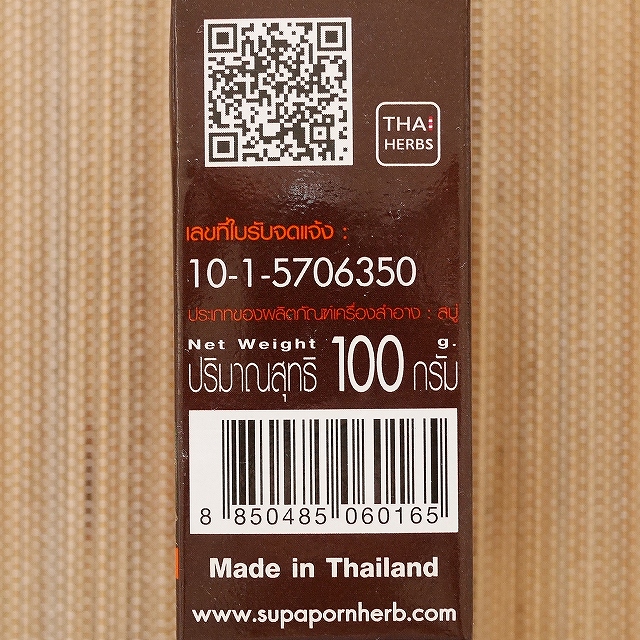 THAI
HERBS
เลขที่ใบรับจดแจ้ง :
10-1-5706350
ประเภทของผลิตภัณฑ์เครื่องสำอาง : สบู่
Net Weight g.
ปริมาณสุทธิ 100 กรัม
8 850485 060165
Made in Thailand
www.supapornherb.com